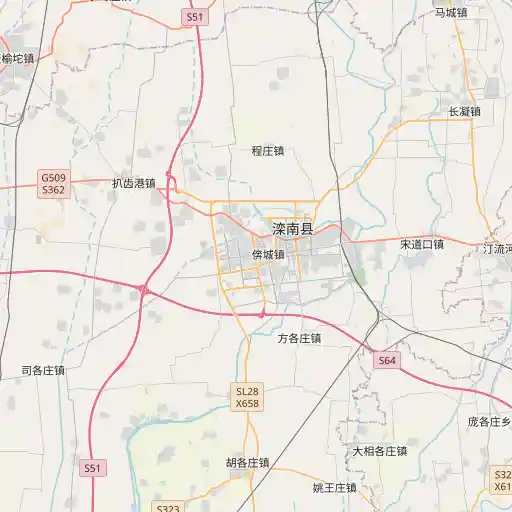 S51
马城镇
榆坨镇
长凝镇
程庄镇
G509
S362
扒齿港镇
滦南县
宋道口镇
汀流河
倴城镇
方各庄镇
司各庄镇
S64
SL28
X658
庞各庄乡
大相各庄镇
胡各庄镇
S51
S32
X61
姚王庄镇
S323